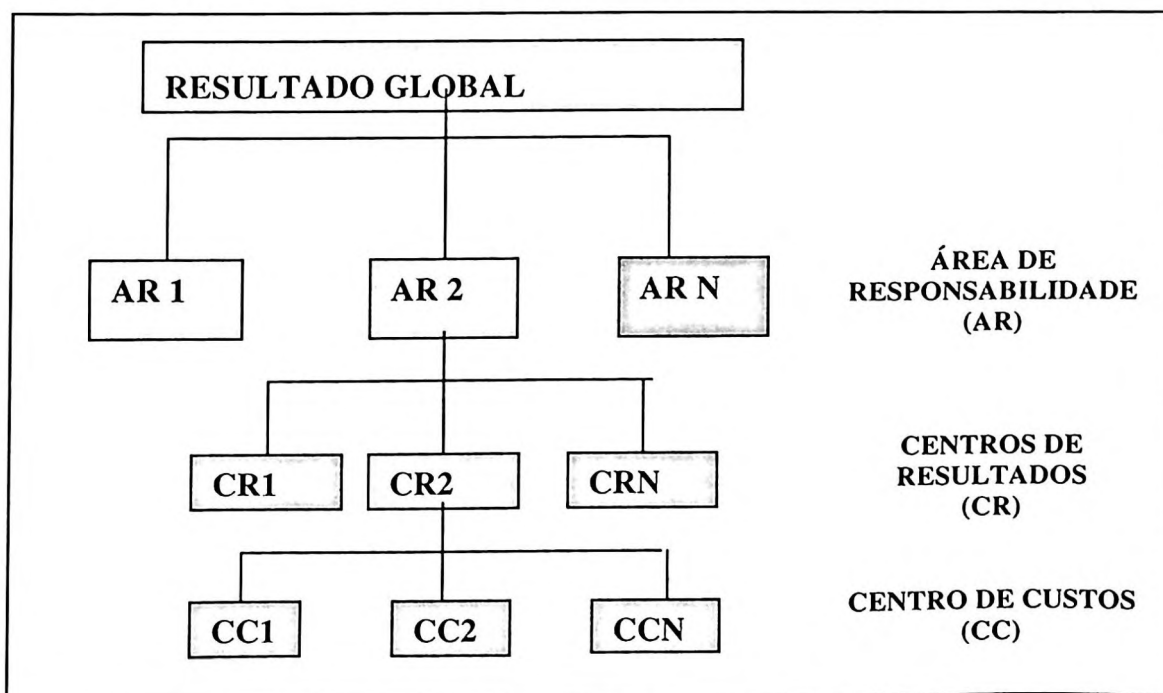 RESULTADO GLOBAL
AR 1
AR 2
AR N
ÁREA DE
RESPONSABILIDADE
(AR)
CR1
CR2
CRN
CENTROS DE
RESULTADOS
(CR)
CC1
CC2
CCN
CENTRO DE CUSTOS
(CC)